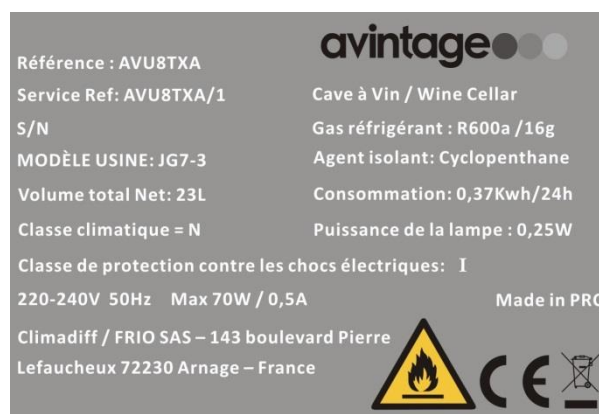 avintage
Référence : AVU8TXA
Service Ref: AVU8TXA/1
Cave à Vin / Wine Cellar
S/N
Gas réfrigérant : R600a /16g
MODÈLE USINE: JG7-3
Agent isolant: Cyclopenthane
Volume total Net: 23L
Consommation: 0,37Kwh/24h
Classe climatique = N
Puissance de la lampe : 0,25W
Classe de protection contre les chocs électriques: I
220-240V 50Hz Max 70W / 0,5A
Made in PRC
Climadiff / FRIO SAS – 143 boulevard Pierre
Lefaucheux 72230 Arnage – France
CE